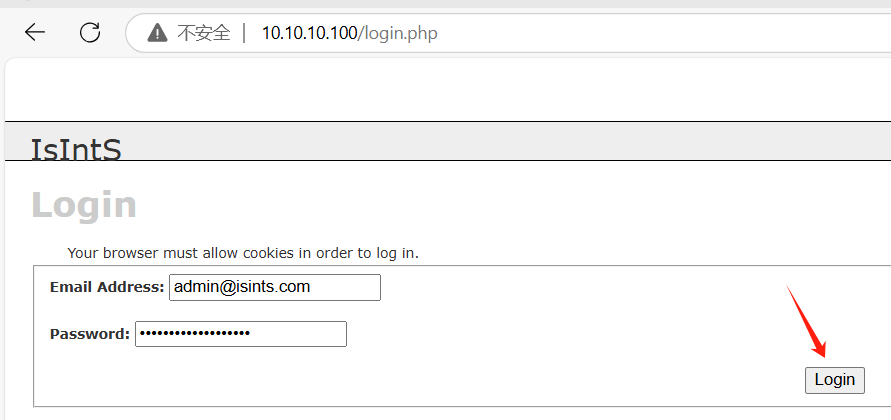 不安全 10.10.10.100/login.php
IsIntS
Login
Your browser must allow cookies in order to log in.
Email Address: admin@isints.com
Password: •••••••••••••••••••
Login